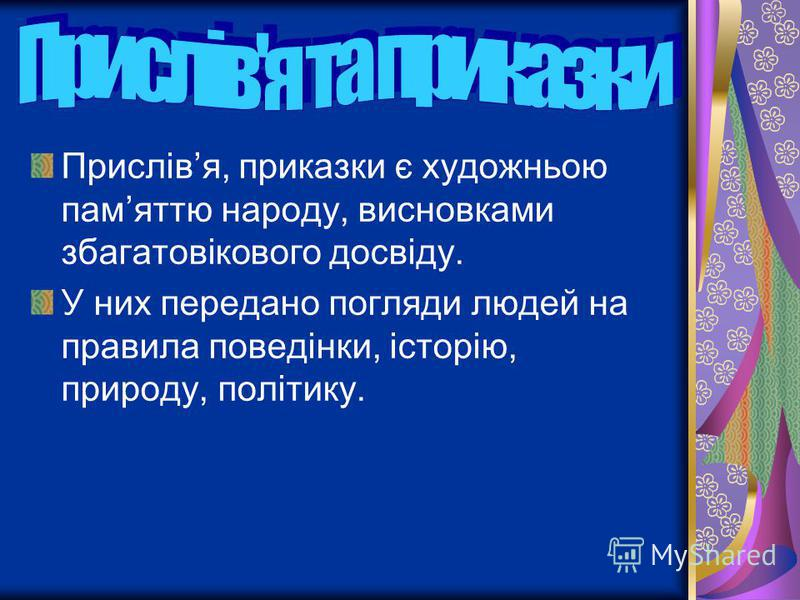 Прислів'я та приказки
Прислів’я, приказки є художньою
пам’яттю народу, висновками
збагатовікового досвіду.
У них передано погляди людей на
правила поведінки, історію,
природу, політику.
MyShared